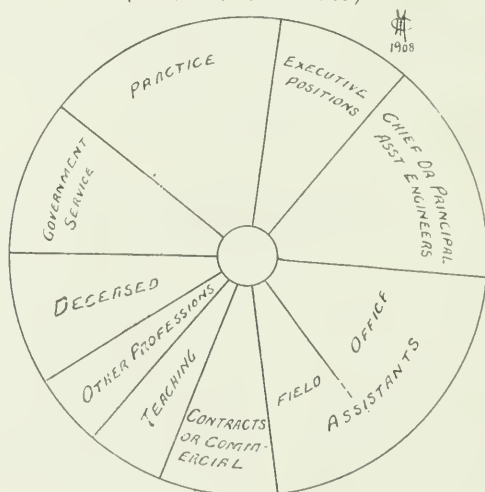 1908
PRACTICE
EXECUTIVE
POSITIONS
CHIEF OR PRINCIPAL
ASST ENGINEERS
GOVERNMENT
SERVICE
DECEASED
OTHER PROFESSIONS
TEACHING
CONTRACTS
OR COMM-
ERCIAL
FIELD
OFFICE
ASSISTANTS